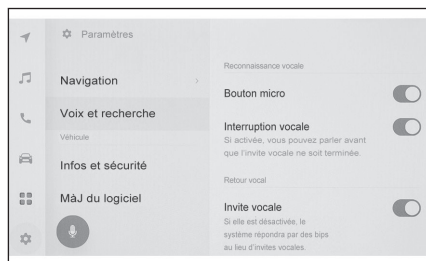 Paramètres
Navigation
Voix et recherche
Véhicule
Infos et sécurité
MàJ du logiciel
Reconnaissance vocale
Bouton micro
Interruption vocale
Si activée, vous pouvez parler avant
que l'invite vocale ne soit terminée.
Retour vocal
Invite vocale
Si elle est désactivée, le
système répondra par des bips
au lieu d'invites vocales.